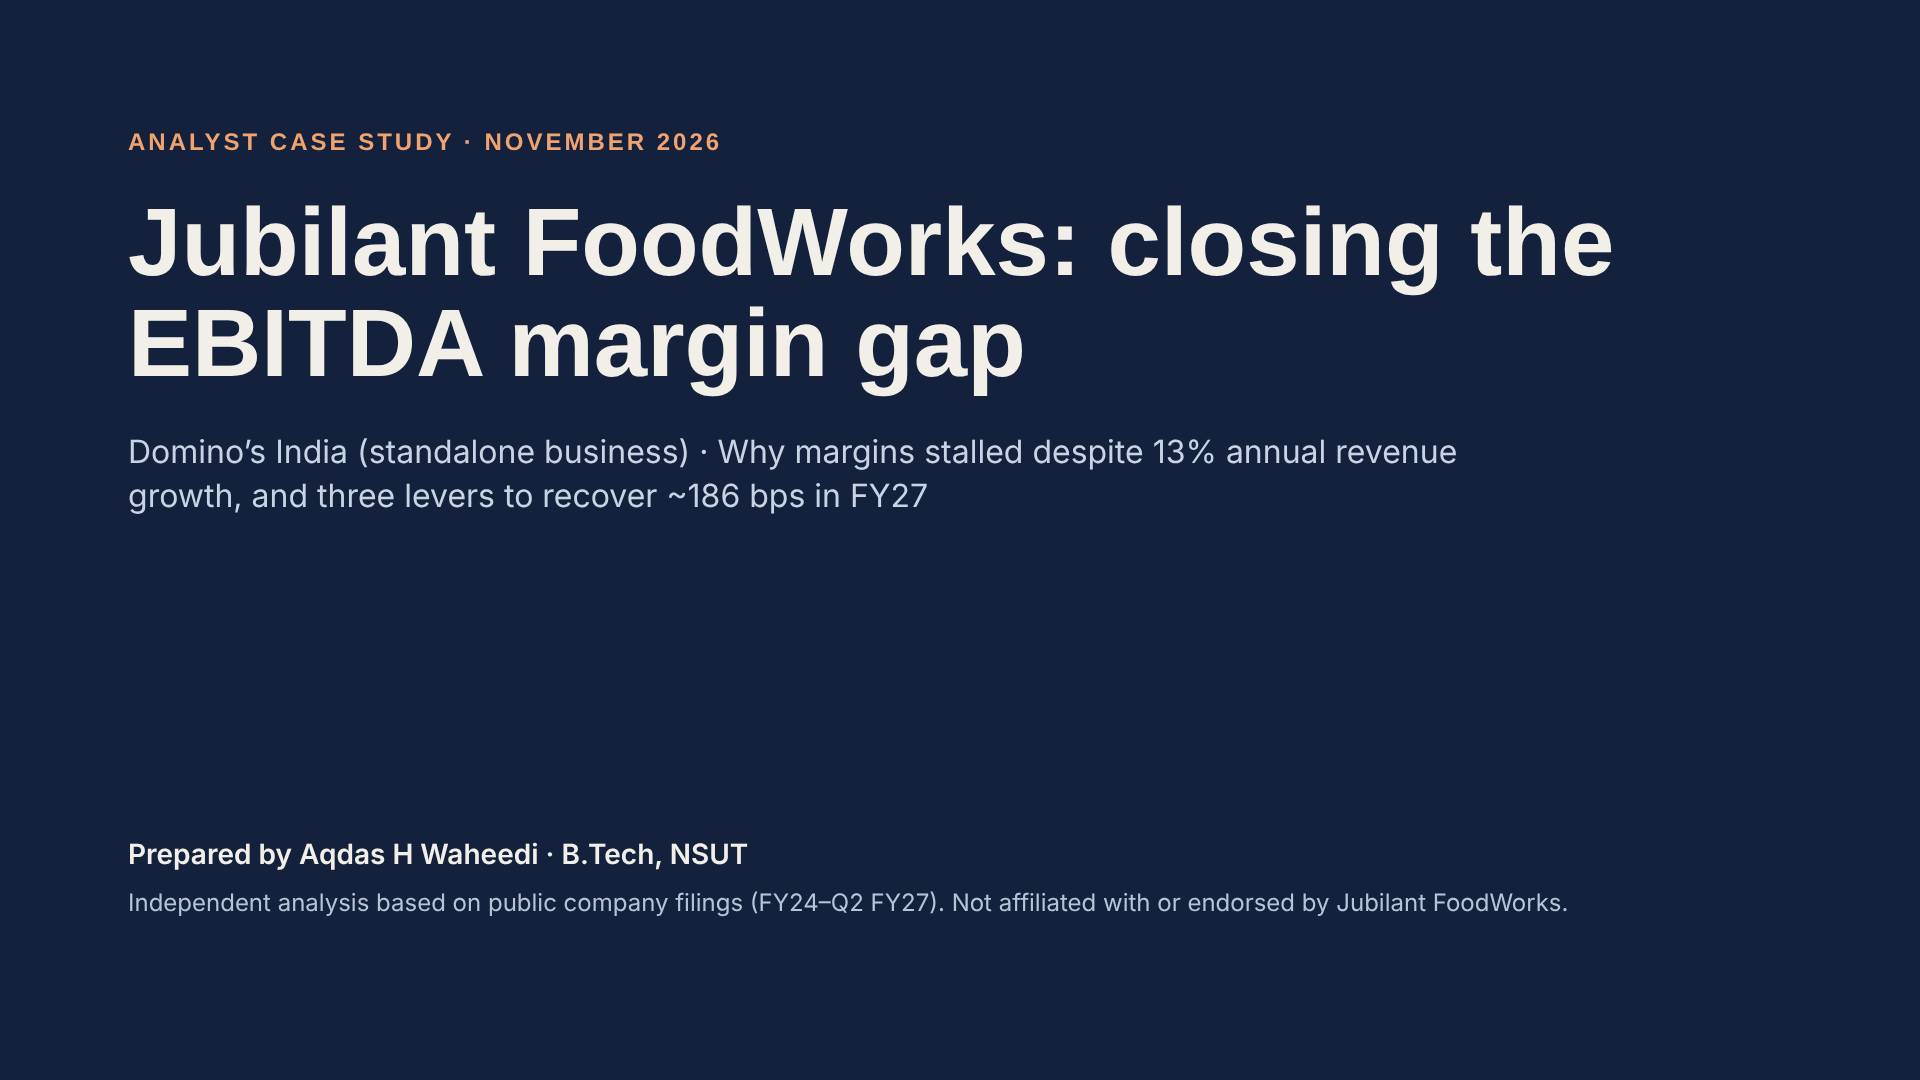 ANALYST CASE STUDY · NOVEMBER 2026
Jubilant FoodWorks: closing the
EBITDA margin gap
Domino’s India (standalone business) · Why margins stalled despite 13% annual revenue
growth, and three levers to recover ~186 bps in FY27
Prepared by Aqdas H Waheedi · B.Tech, NSUT
Independent analysis based on public company filings (FY24–Q2 FY27). Not affiliated with or endorsed by Jubilant FoodWorks.